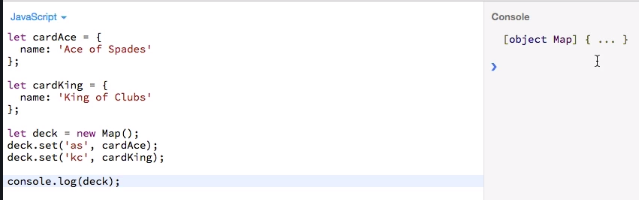 JavaScript
Console
let cardAce = {
  name: 'Ace of Spades'
};
let cardKing = {
  name: 'King of Clubs'
};
let deck = new Map();
deck.set('as', cardAce);
deck.set('kc', cardKing);
console.log(deck);
[object Map] { ... }